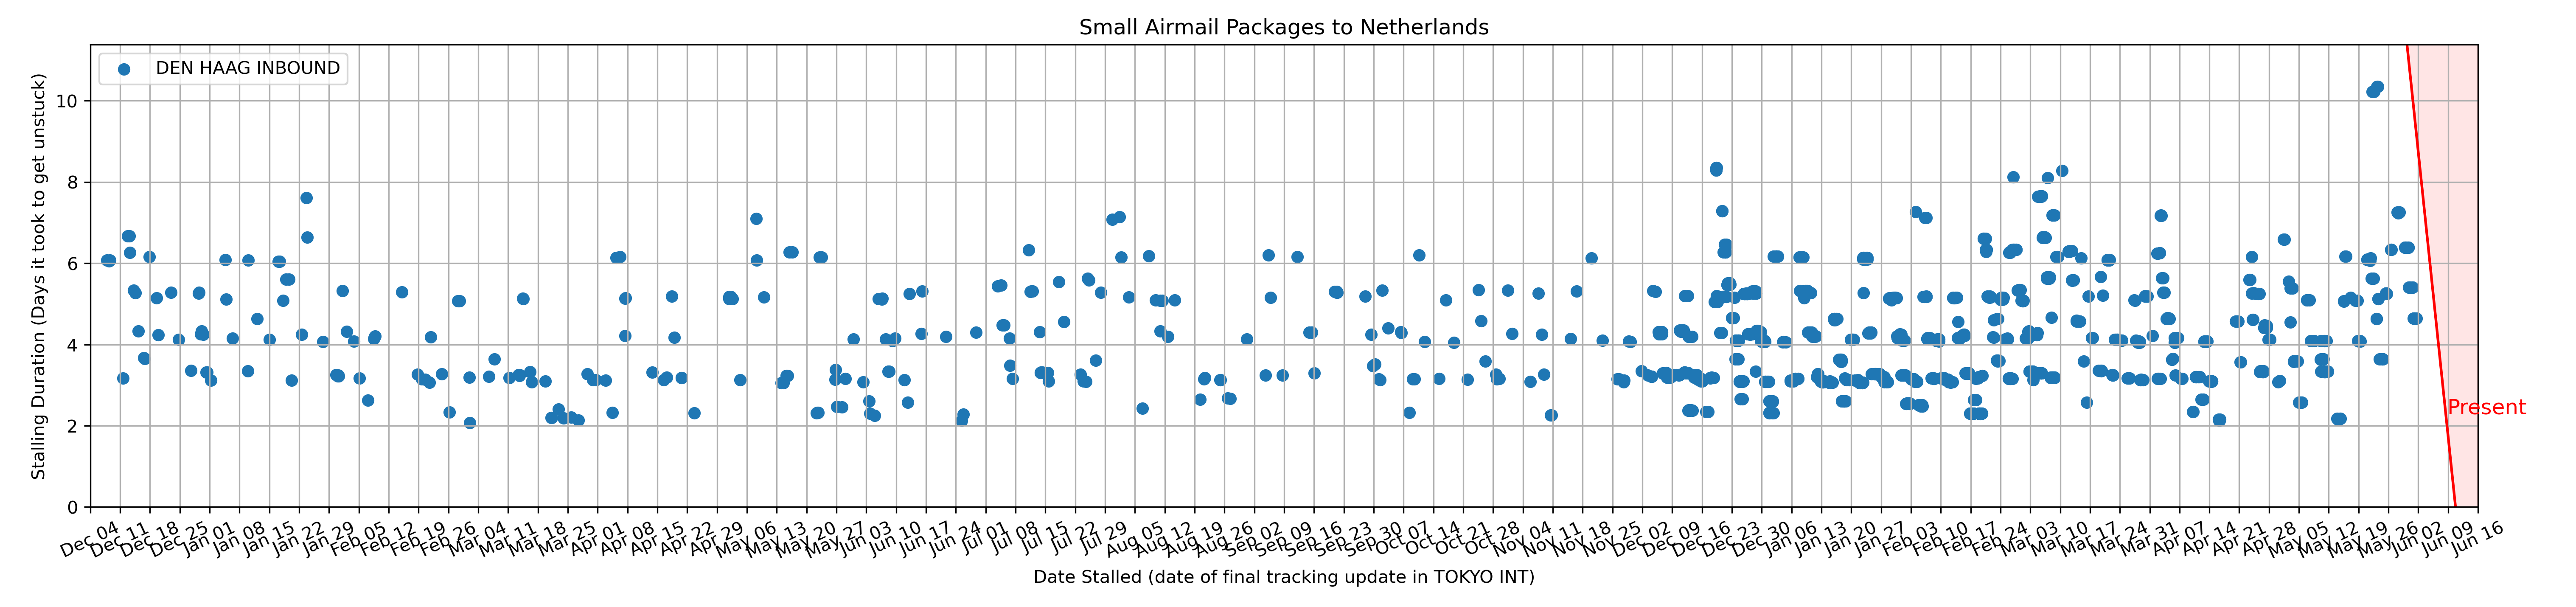 Small Airmail Packages to Netherlands
DEN HAAG INBOUND
Stalling Duration (Days it took to get unstuck)
10
8
6
4
2
0
Present
Dec 04
Dec 11
Dec 18
Dec 25
Jan 01
Jan 08
Jan 15
Jan 22
Jan 29
Feb 05
Feb 12
Feb 19
Feb 26
Mar 04
Mar 11
Mar 18
Mar 25
Apr 01
Apr 08
Apr 15
Apr 22
Apr 29
May 06
May 13
May 20
May 27
Jun 03
Jun 10
Jun 17
Jun 24
Jul 01
Jul 08
Jul 15
Jul 22
Jul 29
Aug 05
Aug 12
Aug 19
Aug 26
Sep 02
Sep 09
Sep 16
Sep 23
Sep 30
Oct 07
Oct 14
Oct 21
Oct 28
Nov 04
Nov 11
Nov 18
Nov 25
Dec 02
Dec 09
Dec 16
Dec 23
Dec 30
Jan 06
Jan 13
Jan 20
Jan 27
Feb 03
Feb 10
Feb 17
Feb 24
Mar 03
Mar 10
Mar 17
Mar 24
Mar 31
Apr 07
Apr 14
Apr 21
Apr 28
May 05
May 12
May 19
May 26
Jun 02
Jun 09
Jun 16
Date Stalled (date of final tracking update in TOKYO INT)